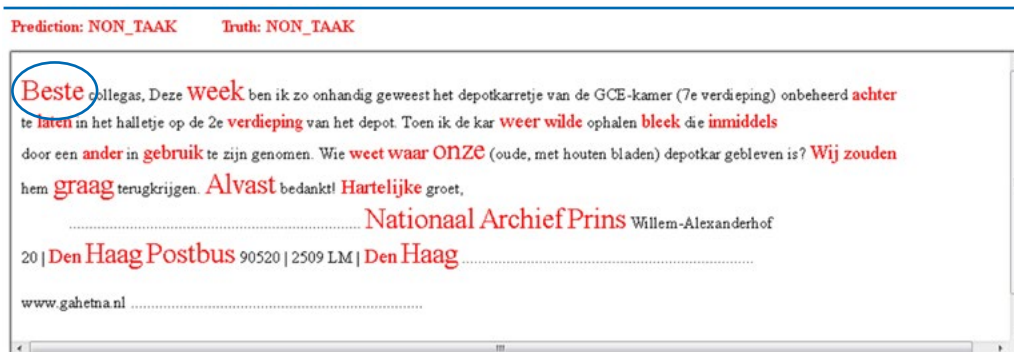 Prediction: NON_TAAK Truth: NON_TAAK
Beste collegas, Deze week ben ik zo onhandig geweest het depotkarretje van de GCE-kamer (7e verdieping) onbeheerd achter
te laten in het halletje op de 2e verdieping van het depot. Toen ik de kar weer wilde ophalen bleek die inmiddels
door een ander in gebruik te zijn genomen. Wie weet waar onze (oude, met houten bladen) depotkar gebleven is? Wij zouden
hem graag terugkrijgen. Alvast bedankt! Hartelijke groet,
........................................................................ Nationaal Archief Prins Willem-Alexanderhof
20 | Den Haag Postbus 90520 | 2509 LM | Den Haag ........................................................................
www.gahetna.nl ........................................................................